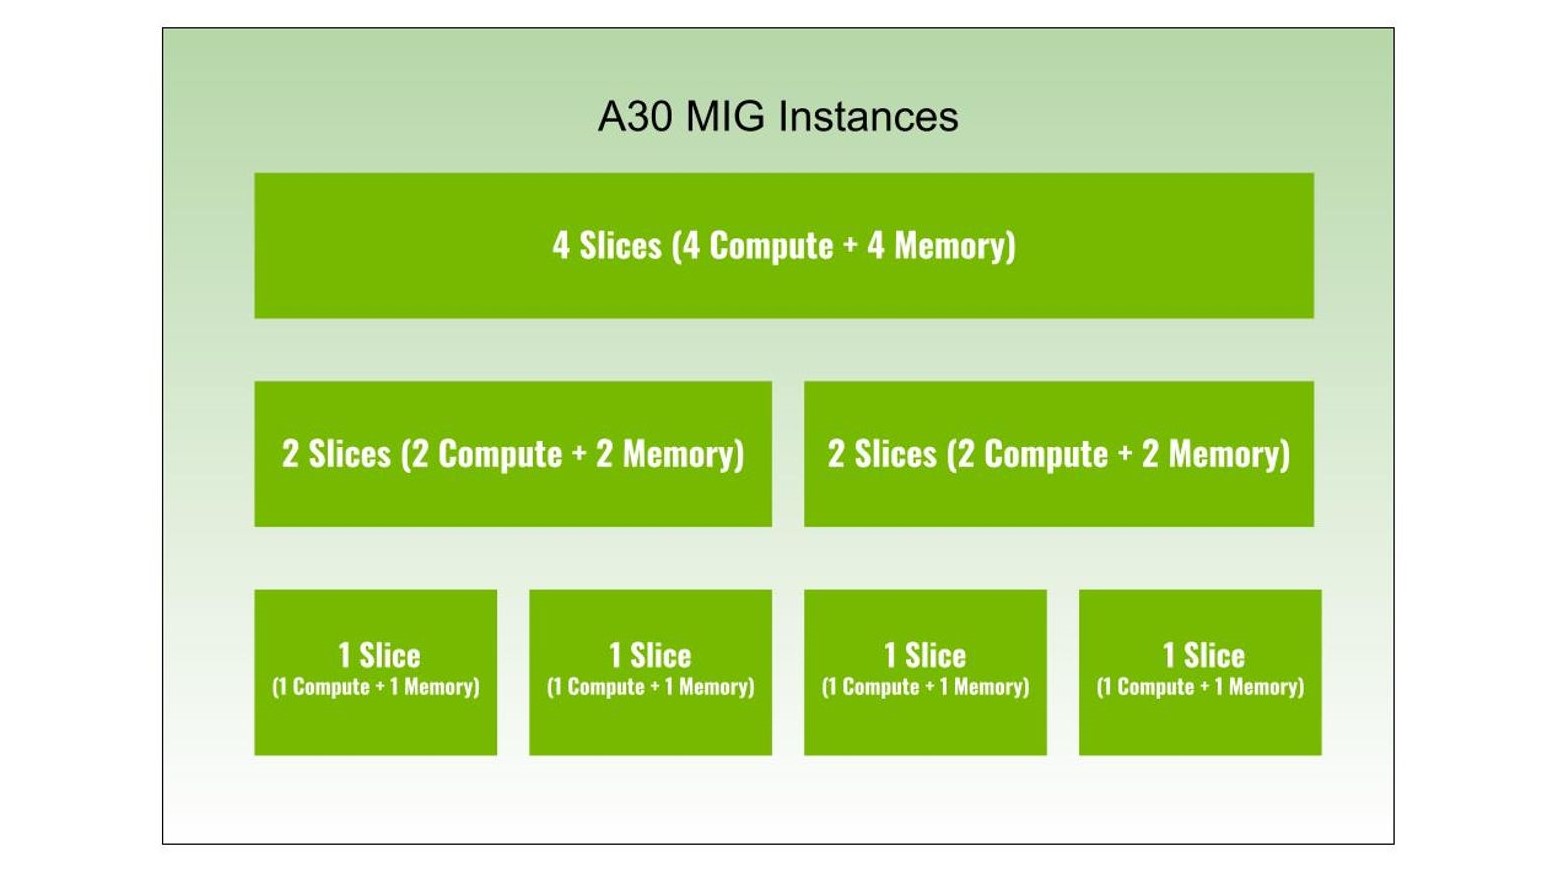 A30 MIG Instances
4 Slices (4 Compute + 4 Memory)
2 Slices (2 Compute + 2 Memory)
2 Slices (2 Compute + 2 Memory)
1 Slice
(1 Compute + 1 Memory)
1 Slice
(1 Compute + 1 Memory)
1 Slice
(1 Compute + 1 Memory)
1 Slice
(1 Compute + 1 Memory)